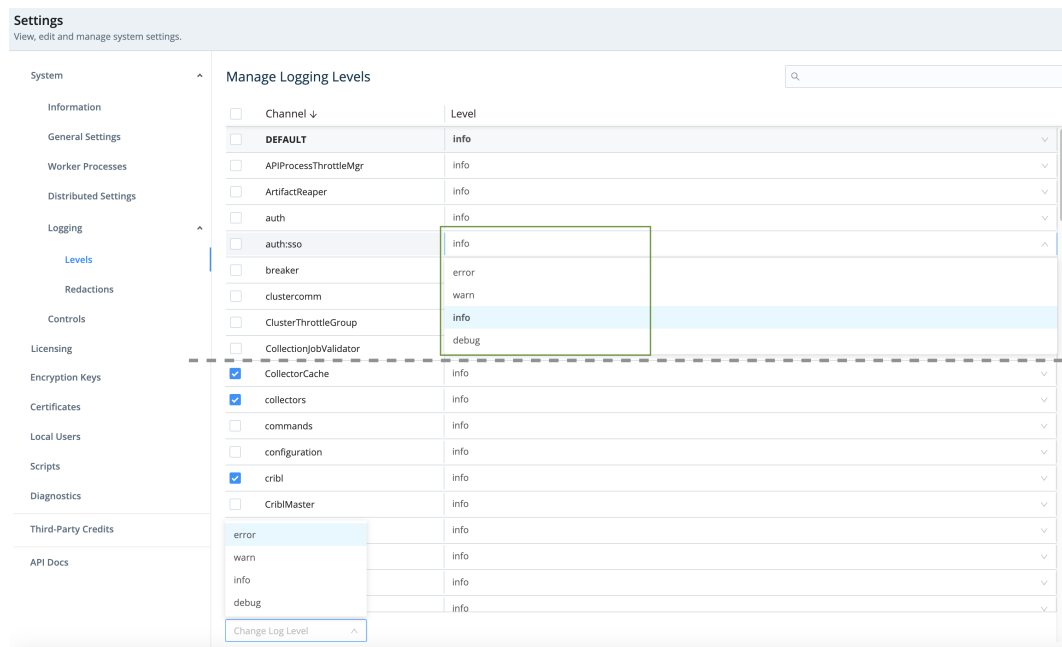 Settings
View, edit and manage system settings.
System
Information
General Settings
Worker Processes
Distributed Settings
Logging
Levels
Redactions
Controls
Licensing
Encryption Keys
Certificates
Local Users
Scripts
Diagnostics
Third-Party Credits
API Docs
Manage Logging Levels
Channel ↓ Level
DEFAULT info
APIProcessThrottleMgr info
ArtifactReaper info
auth info
auth:sso info
breaker
clustercomm
ClusterThrottleGroup
CollectionJobValidator
error
warn
info
debug
CollectorCache info
collectors info
commands info
configuration info
cribl info
CriblMaster info
info
info
info
info
error
warn
info
debug
Change Log Level